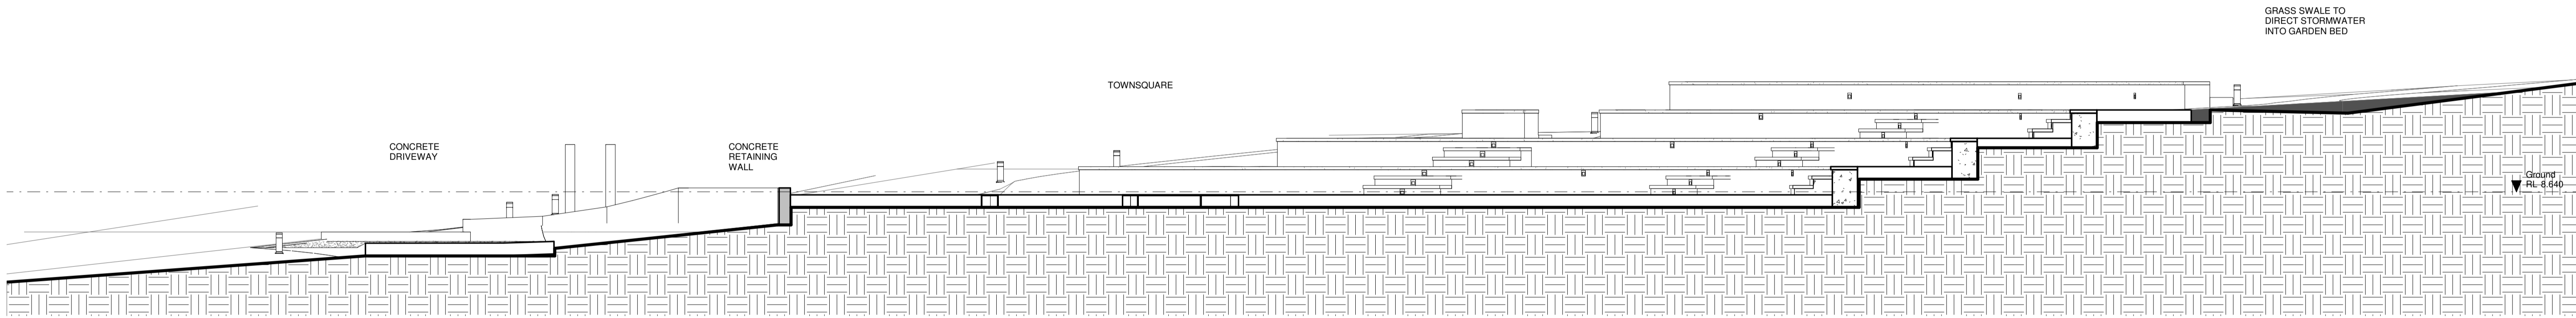 GRASS SWALE TO
DIRECT STORMWATER
INTO GARDEN BED
TOWNSQUARE
CONCRETE
DRIVEWAY
CONCRETE
RETAINING
WALL
Ground
RL 8.640